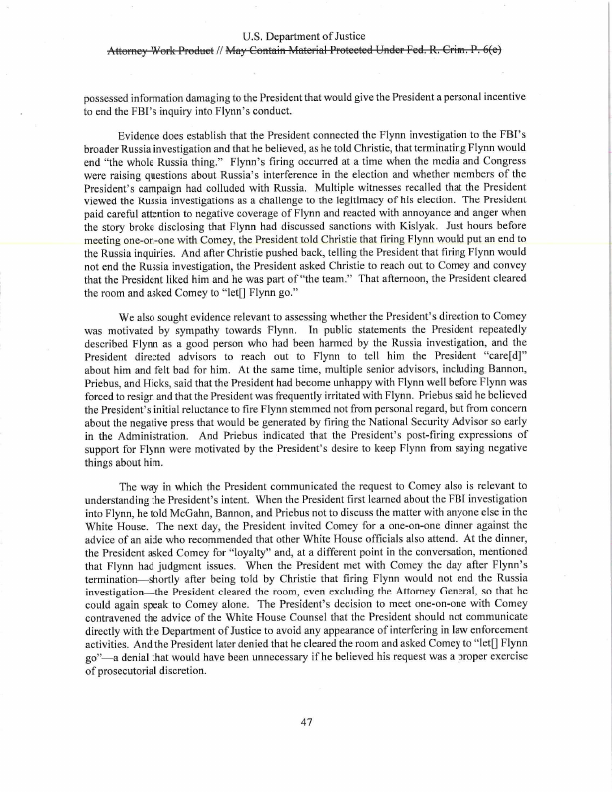 U.S. Department of Justice
Attorney Work Product // May Contain Material Protected Under Fed. R. Crim. P. 6(e)
possessed information damaging to the President that would give the President a personal incentive
to end the FBI's inquiry into Flynn's conduct.
Evidence does establish that the President connected the Flynn investigation to the FBI's
broader Russia investigation and that he believed, as he told Christie, that terminating Flynn would
end "the whole Russia thing." Flynn's firing occurred at a time when the media and Congress
were raising questions about Russia's interference in the election and whether members of the
President's campaign had colluded with Russia. Multiple witnesses recalled that the President
viewed the Russia investigations as a challenge to the legitimacy of his election. The President
paid careful attention to negative coverage of Flynn and reacted with annoyance and anger when
the story broke disclosing that Flynn had discussed sanctions with Kislyak. Just hours before
meeting one-on-one with Comey, the President told Christie that firing Flynn would put an end to
the Russia inquiries. And after Christie pushed back, telling the President that firing Flynn would
not end the Russia investigation, the President asked Christie to reach out to Comey and convey
that the President liked him and he was part of "the team." That afternoon, the President cleared
the room and asked Comey to "let[] Flynn go."
We also sought evidence relevant to assessing whether the President's direction to Comey
was motivated by sympathy towards Flynn. In public statements the President repeatedly
described Flynn as a good person who had been harmed by the Russia investigation, and the
President directed advisors to reach out to Flynn to tell him the President "care[d]"
about him and felt bad for him. At the same time, multiple senior advisors, including Bannon,
Priebus, and Hicks, said that the President had become unhappy with Flynn well before Flynn was
forced to resign and that the President was frequently irritated with Flynn. Priebus said he believed
the President's initial reluctance to fire Flynn stemmed not from personal regard, but from concern
about the negative press that would be generated by firing the National Security Advisor so early
in the Administration. And Priebus indicated that the President's post-firing expressions of
support for Flynn were motivated by the President's desire to keep Flynn from saying negative
things about him.
The way in which the President communicated the request to Comey also is relevant to
understanding the President's intent. When the President first learned about the FBI investigation
into Flynn, he told McGahn, Bannon, and Priebus not to discuss the matter with anyone else in the
White House. The next day, the President invited Comey for a one-on-one dinner against the
advice of an aide who recommended that other White House officials also attend. At the dinner,
the President asked Comey for "loyalty" and, at a different point in the conversation, mentioned
that Flynn had judgment issues. When the President met with Comey the day after Flynn's
termination—shortly after being told by Christie that firing Flynn would not end the Russia
investigation—the President cleared the room, even excluding the Attorney General, so that he
could again speak to Comey alone. The President's decision to meet one-on-one with Comey
contravened the advice of the White House Counsel that the President should not communicate
directly with the Department of Justice to avoid any appearance of interfering in law enforcement
activities. And the President later denied that he cleared the room and asked Comey to "let[] Flynn
go"—a denial that would have been unnecessary if he believed his request was a proper exercise
of prosecutorial discretion.
47